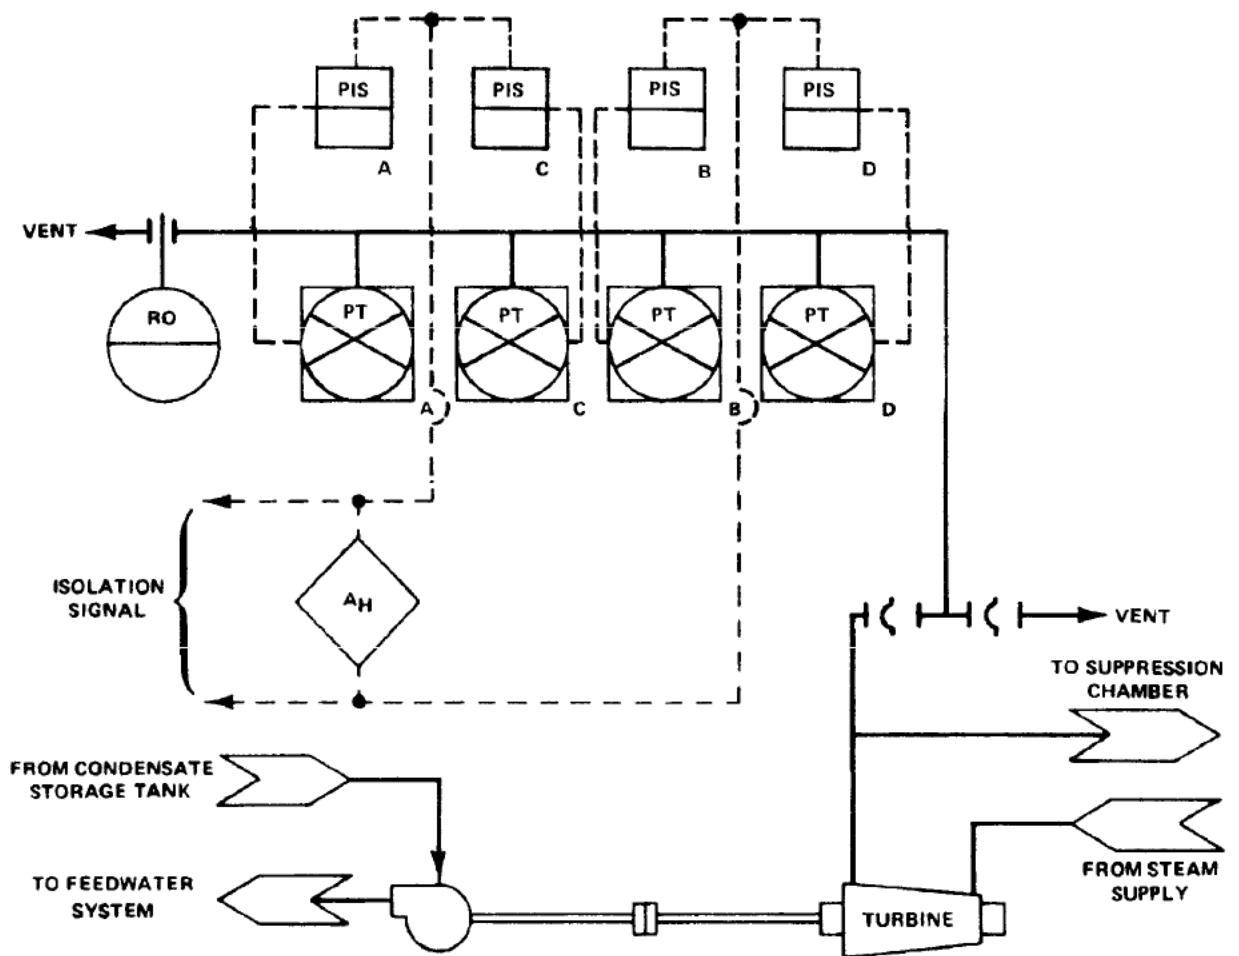 PIS
PIS
PIS
PIS
A
C
B
D
VENT
RO
PT
PT
PT
PT
A
C
B
D
ISOLATION
SIGNAL
AH
VENT
TO SUPPRESSION
CHAMBER
FROM CONDENSATE
STORAGE TANK
FROM STEAM
SUPPLY
TO FEEDWATER
SYSTEM
TURBINE